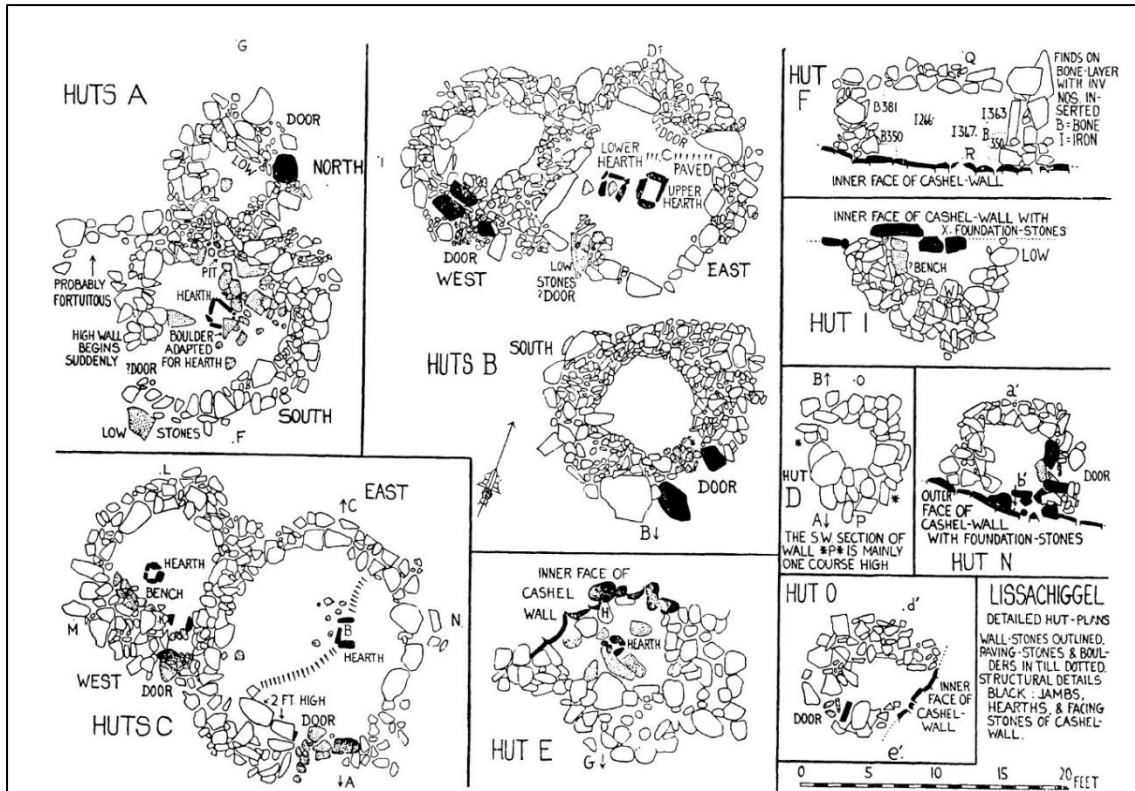 G
HUTS A
DOOR
LOW
NORTH
PIT
PROBABLY
FORTUITOUS
HEARTH
HIGH WALL
BEGINS
SUDDENLY
BOULDER
ADAPTED
FOR HEARTH
?DOOR
LOW STONES
SOUTH
F
D↑
DOOR
LOWER
HEARTH
C
PAVED
UPPER
HEARTH
DOOR
WEST
LOW
STONES
?DOOR
EAST
HUTS B
SOUTH
DOOR
B↓
HUT
F
Q
FINDS ON
BONE-LAYER
WITH INV
NOS. IN-
SERTED
B=BONE
I=IRON
B381
I266
I363
B350
I367.
B
350
R
INNER FACE OF CASHEL-WALL
INNER FACE OF CASHEL-WALL WITH
X. FOUNDATION-STONES
?BENCH
LOW
W
HUT I
B↑ O
*
HUT
D
*
A↓ P
THE S.W. SECTION OF
WALL *P* IS MAINLY
ONE COURSE HIGH
a'
DOOR
OUTER
FACE OF
CASHEL-WALL
WITH FOUNDATION-STONES
HUT N
L
EAST
↑C
HEARTH
BENCH
K
M
B
N
HEARTH
WEST
DOOR
2 FT. HIGH
DOOR
HUTS C
↓A
INNER FACE OF
CASHEL
WALL
H
HEARTH
HUT E
G↓
HUT O
d'
DOOR
INNER
FACE OF
CASHEL-
WALL
e'
LISSACHIGGEL
DETAILED HUT-PLANS
WALL-STONES OUTLINED.
PAVING-STONES & BOUL-
DERS IN TILL DOTTED.
STRUCTURAL DETAILS
BLACK : JAMBS,
HEARTHS, & FACING
STONES OF CASHEL-
WALL.
0 5 10 15 20 FEET